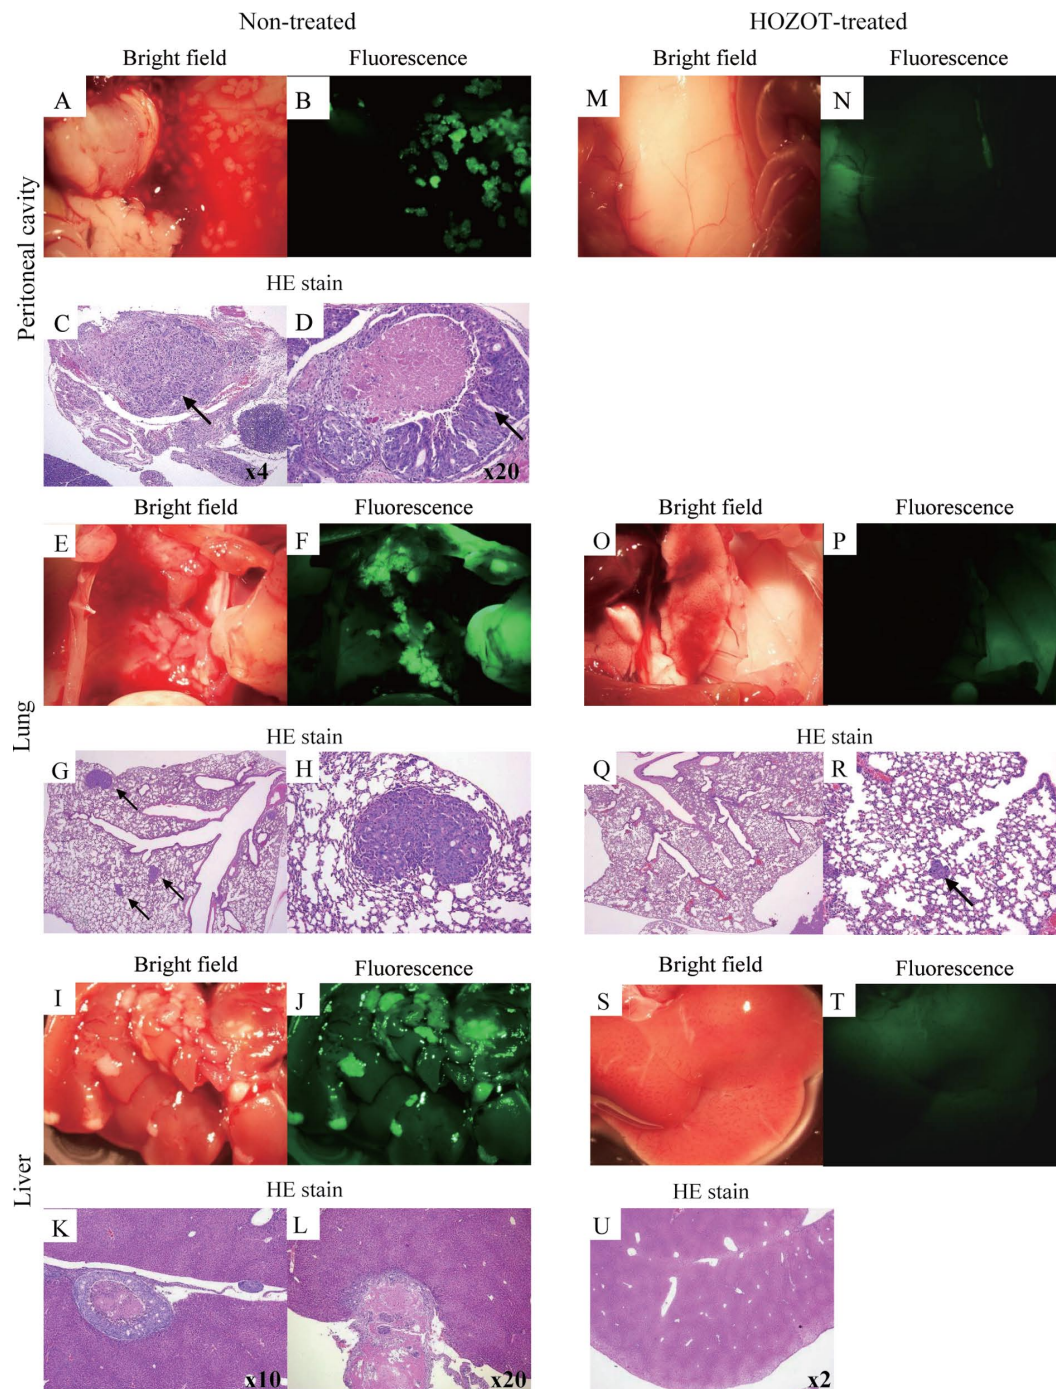 Non-treated
HOZOT-treated
Bright field
Fluorescence
Bright field
Fluorescence
Peritoneal cavity
A
B
M
N
HE stain
C
D
x4
x20
Bright field
Fluorescence
Bright field
Fluorescence
Lung
E
F
O
P
HE stain
HE stain
G
H
Q
R
Bright field
Fluorescence
Bright field
Fluorescence
Liver
I
J
S
T
HE stain
HE stain
K
L
U
x10
x20
x2